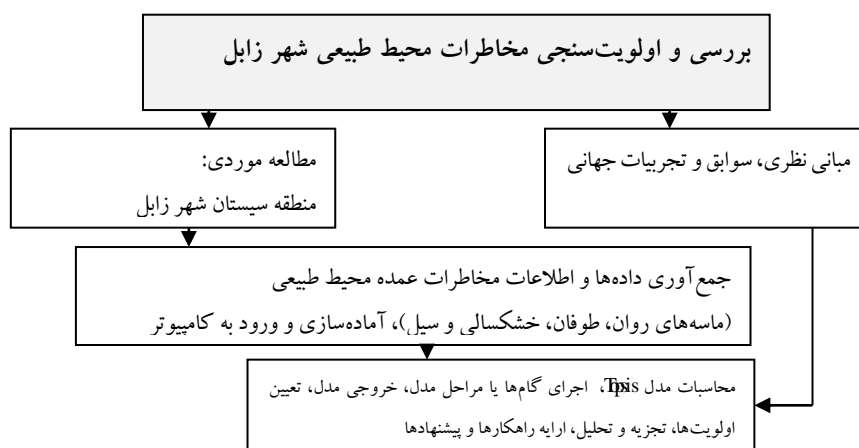 بررسی و اولویت‌سنجی مخاطرات محیط طبیعی شهر زابل
مبانی نظری، سوابق و تجربیات جهانی
مطالعه موردی:
منطقه سیستان شهر زابل
جمع‌آوری داده‌ها و اطلاعات مخاطرات عمده محیط طبیعی
(ماسه‌های روان، طوفان، خشکسالی و سیل)، آماده‌سازی و ورود به کامپیوتر
محاسبات مدل Topsis، اجرای گام‌ها یا مراحل مدل، خروجی مدل، تعیین
اولویت‌ها، تجزیه و تحلیل، ارایه راهکارها و پیشنهادها